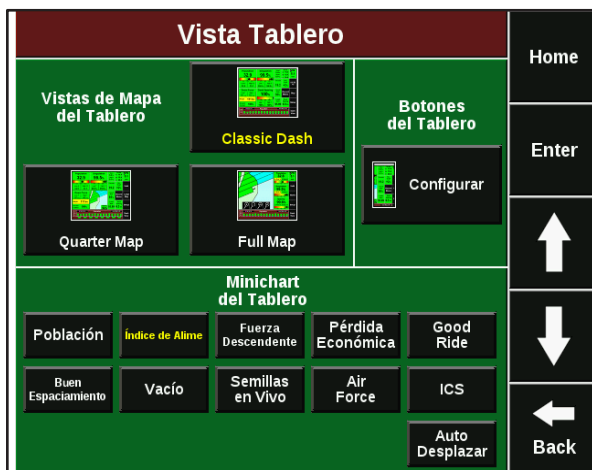 Vista Tablero
Home
Vistas de Mapa
del Tablero
Classic Dash
Botones
del Tablero
Enter
Configurar
Quarter Map
Full Map
Minichart
del Tablero
Población
Índice de Alime
Fuerza
Descendente
Pérdida
Económica
Good
Ride
Buen
Espaciamiento
Vacío
Semillas
en Vivo
Air
Force
ICS
Auto
Desplazar
Back